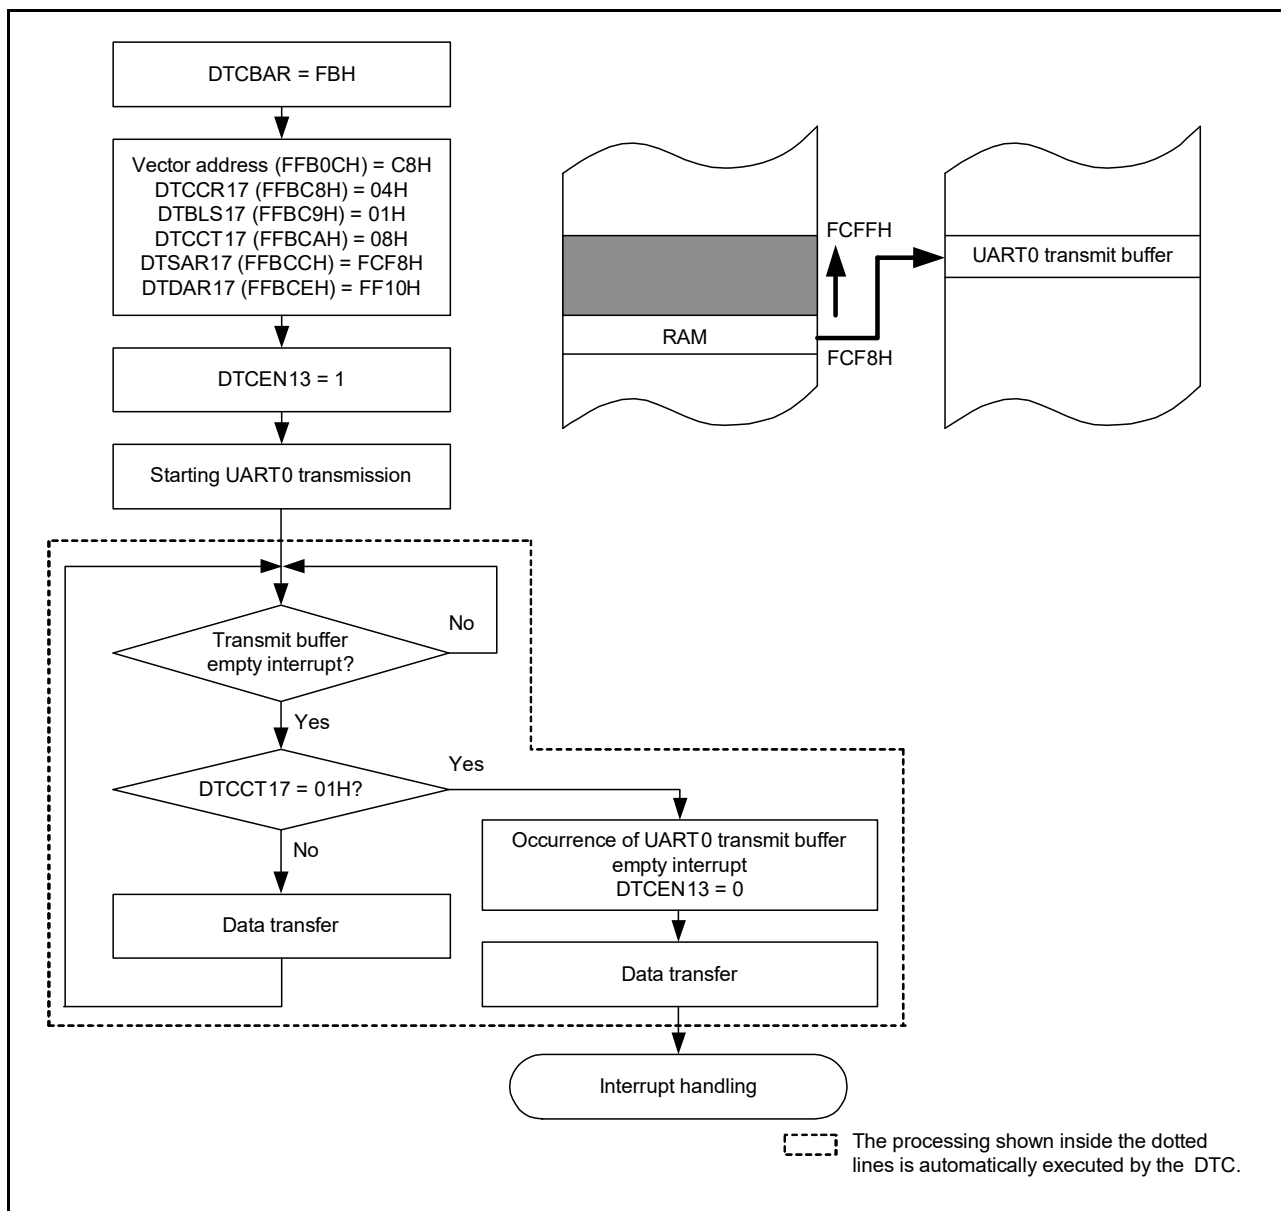 DTCBAR = FBH
Vector address (FFB0CH) = C8H
DTCCR17 (FFBC8H) = 04H
DTBLS17 (FFBC9H) = 01H
DTCCT17 (FFBCAH) = 08H
DTSAR17 (FFBCCH) = FCF8H
DTDAR17 (FFBCEH) = FF10H
DTCEN13 = 1
Starting UART0 transmission
FCFFH
UART0 transmit buffer
RAM
FCF8H
Transmit buffer
empty interrupt?
No
Yes
DTCCT17 = 01H?
Yes
No
Data transfer
Occurrence of UART0 transmit buffer
empty interrupt
DTCEN13 = 0
Data transfer
Interrupt handling
The processing shown inside the dotted
lines is automatically executed by the DTC.